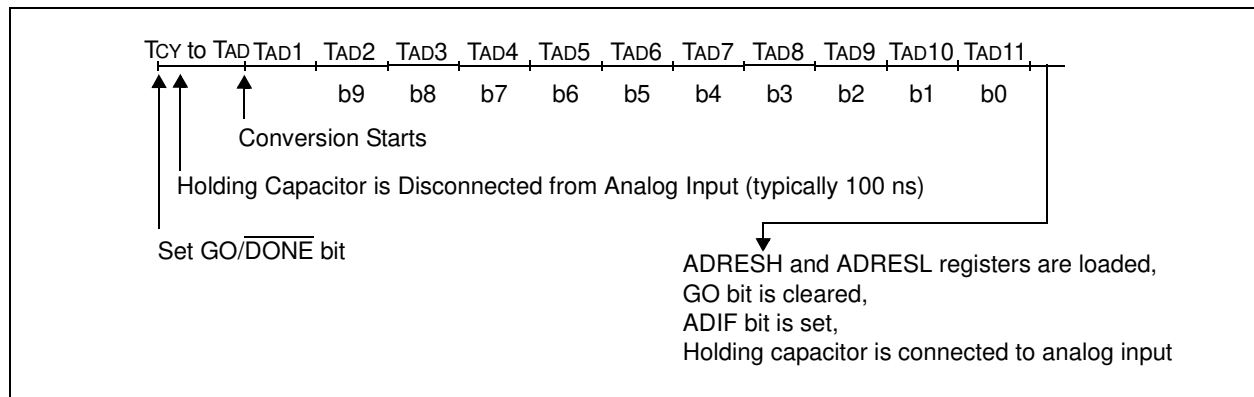 TCY to TAD TAD1 TAD2 TAD3 TAD4 TAD5 TAD6 TAD7 TAD8 TAD9 TAD10 TAD11
b9 b8 b7 b6 b5 b4 b3 b2 b1 b0
Conversion Starts
Holding Capacitor is Disconnected from Analog Input (typically 100 ns)
Set GO/DONE bit
ADRESH and ADRESL registers are loaded,
GO bit is cleared,
ADIF bit is set,
Holding capacitor is connected to analog input